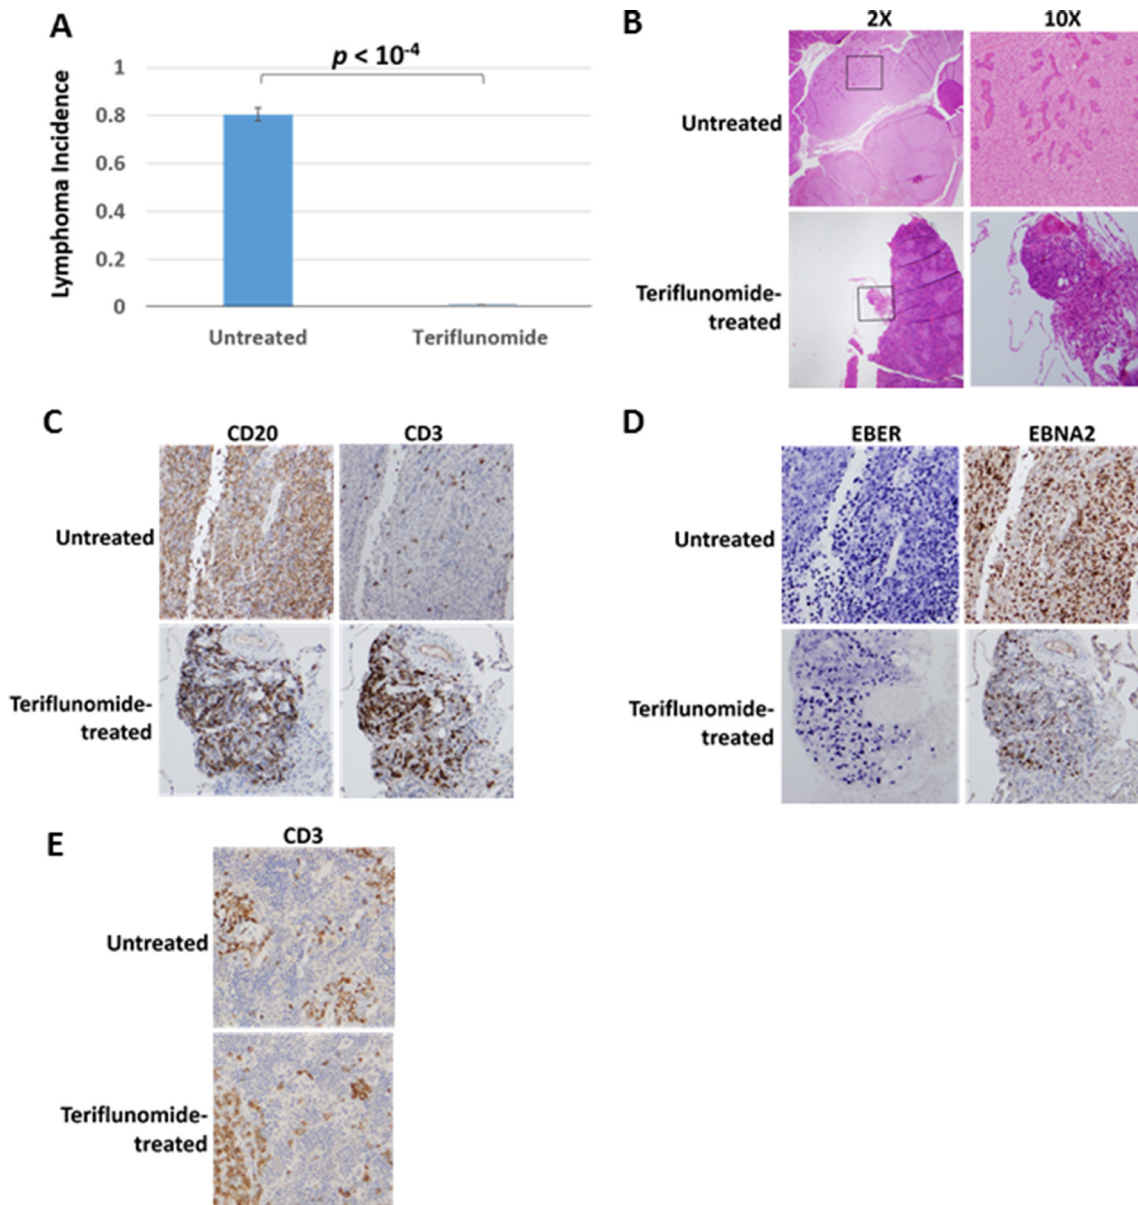 A
p < 10⁻⁴
Lymphoma Incidence
1
0.8
0.6
0.4
0.2
0
Untreated
Teriflunomide
B
2X
10X
Untreated
Teriflunomide-
treated
C
CD20
CD3
Untreated
Teriflunomide-
treated
D
EBER
EBNA2
Untreated
Teriflunomide-
treated
E
CD3
Untreated
Teriflunomide-
treated